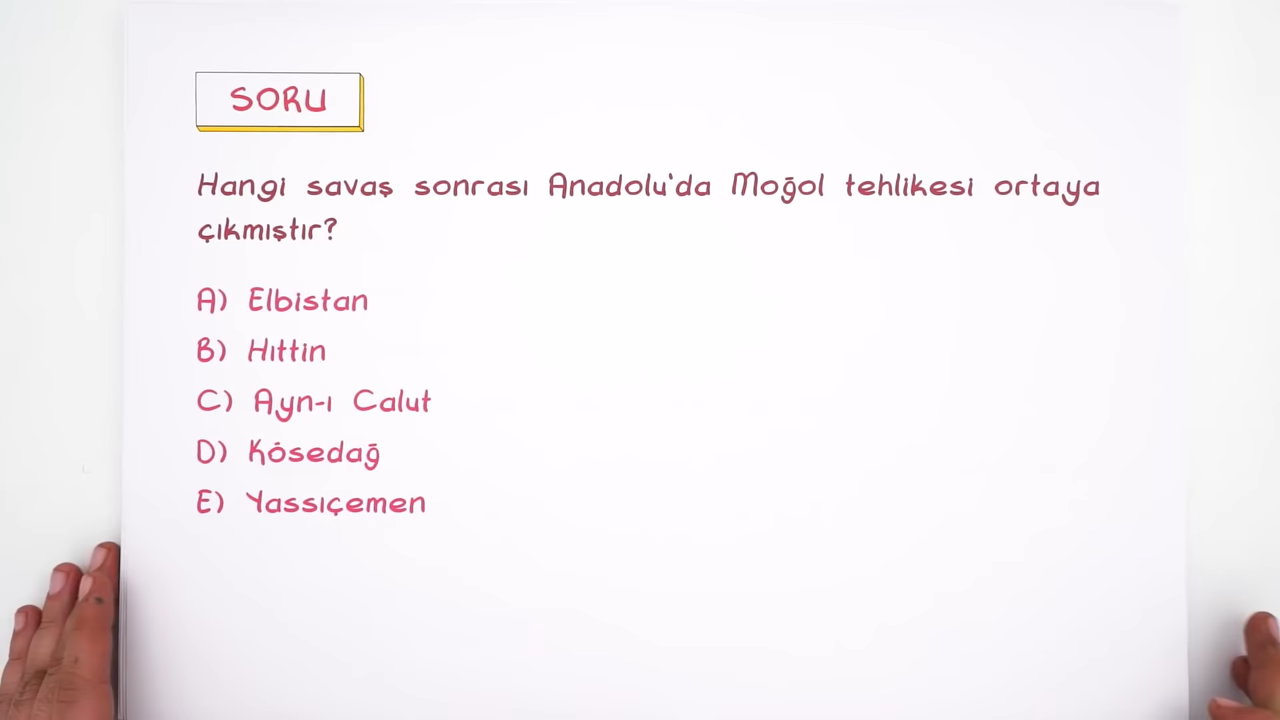 SORU
Hangi savaş sonrası Anadolu'da Moğol tehlikesi ortaya
çıkmıştır?
A) Elbistan
B) Hıttin
C) Ayn-ı Calut
D) Kösedağ
E) Yassıçemen